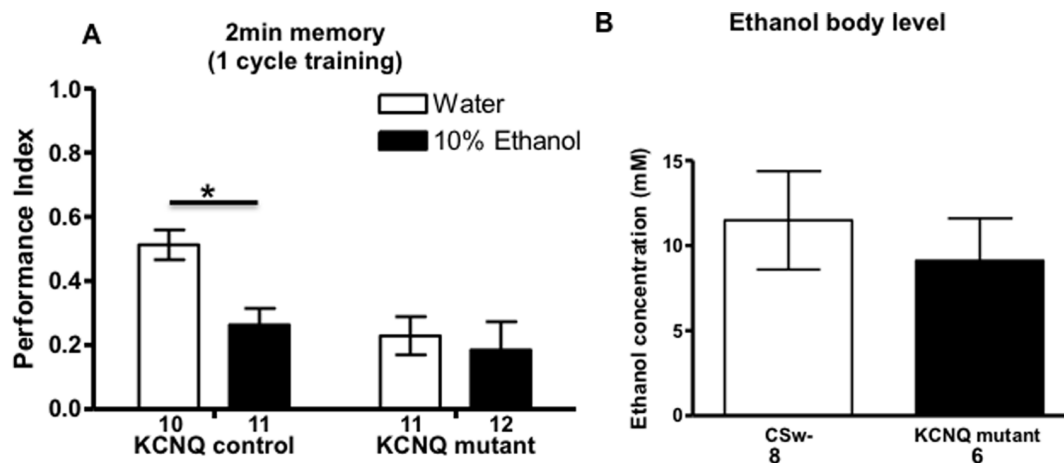 A
2min memory
(1 cycle training)
Water
10% Ethanol
*
Performance Index
1.0
0.8
0.6
0.4
0.2
0.0
10 11 11 12
KCNQ control KCNQ mutant
B
Ethanol body level
Ethanol concentration (mM)
15
10
5
0
CSw- KCNQ mutant
8 6